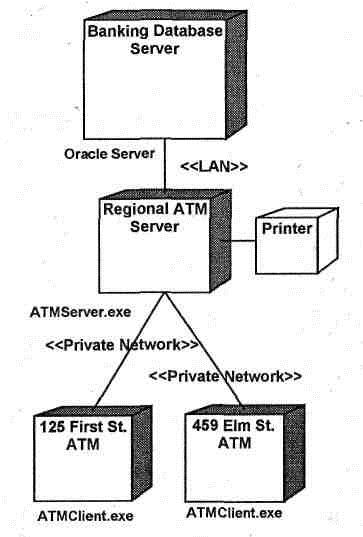 Banking Database
Server
Oracle Server
<<LAN>>
Regional ATM
Server
Printer
ATMServer.exe
<<Private Network>>
<<Private Network>>
125 First St.
ATM
459 Elm St.
ATM
ATMClient.exe
ATMClient.exe